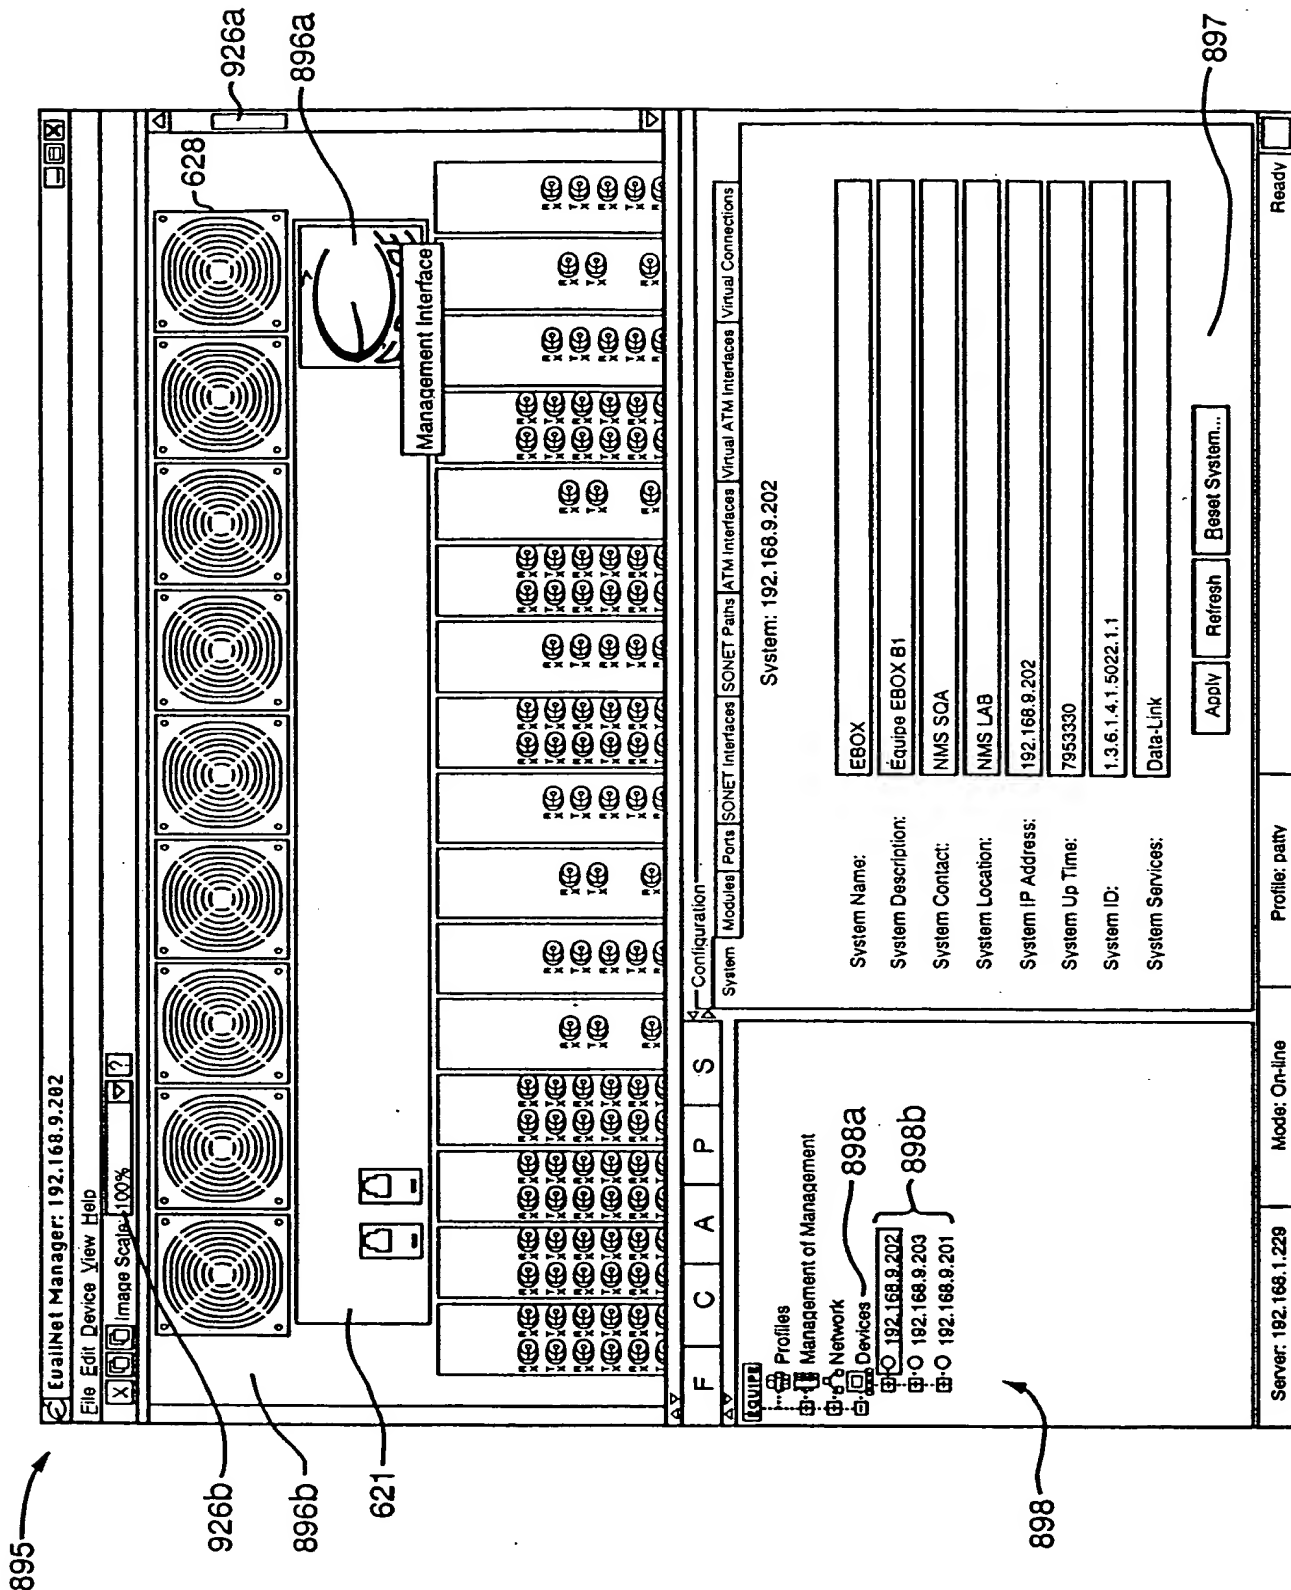 895
EualiNet Manager: 192.168.9.202
File Edit Device View Help
X Image Scale: 100% ?
926a
628
896a
Management Interface
926b
896b
621
F C A P S
EQUIPE
Profiles
Management of Management
Network
Devices
192.168.9.202
192.168.9.203
192.168.9.201
898a
898b
898
Configuration
System Modules Ports SONET Interfaces SONET Paths ATM Interfaces Virtual ATM Interfaces Virtual Connections
System: 192.168.9.202
System Name: EBOX
System Description: Equipe EBOX B1
System Contact: NMS SQA
System Location: NMS LAB
System IP Address: 192.168.9.202
System Up Time: 7953330
System ID: 1.3.6.1.4.1.5022.1.1
System Services: Data-Link
Apply Refresh Beset System...
897
Server: 192.168.1.229 Mode: On-line Profile: patty Ready